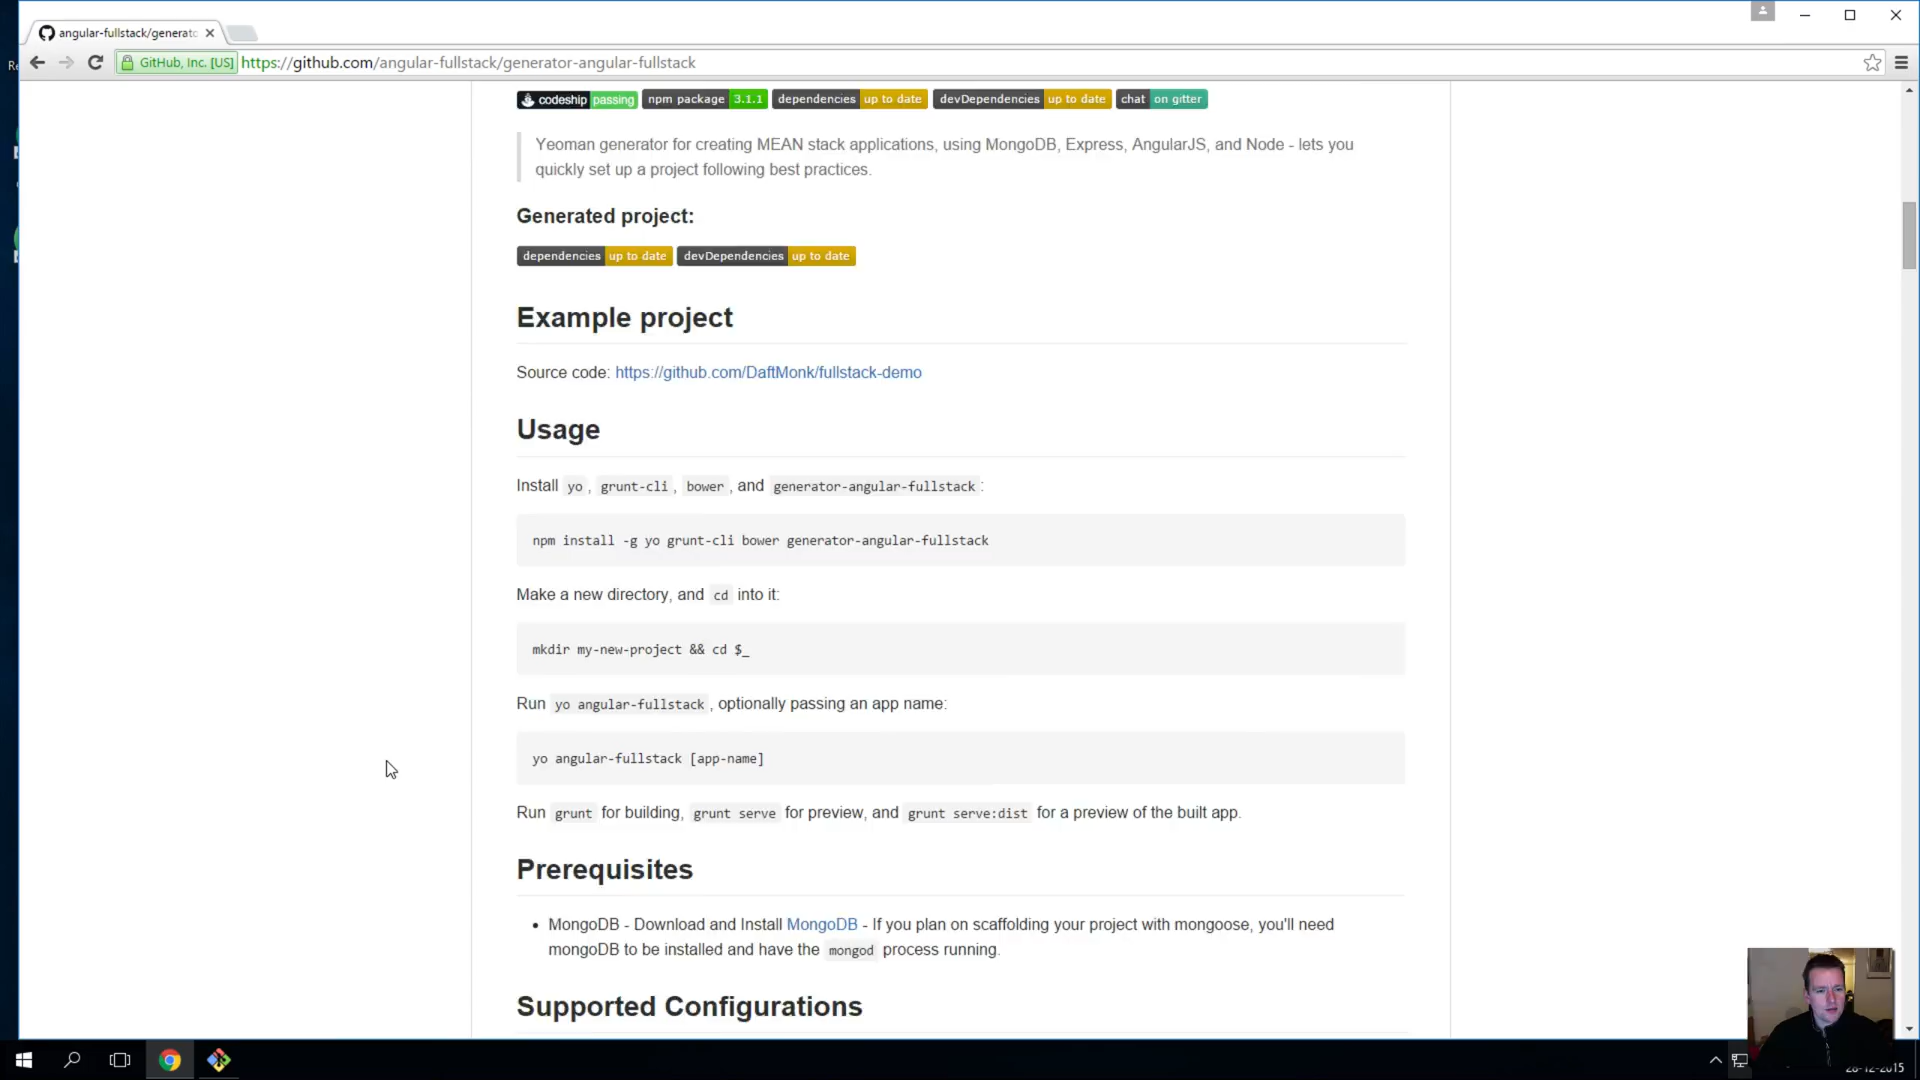 angular-fullstack/generato
Re
GitHub, Inc. [US] https://github.com/angular-fullstack/generator-angular-fullstack
codeship passing npm package 3.1.1 dependencies up to date devDependencies up to date chat on gitter
Yeoman generator for creating MEAN stack applications, using MongoDB, Express, AngularJS, and Node - lets you
quickly set up a project following best practices.
Generated project:
dependencies up to date devDependencies up to date
Example project
Source code: https://github.com/DaftMonk/fullstack-demo
Usage
Install yo , grunt-cli , bower , and generator-angular-fullstack :
npm install -g yo grunt-cli bower generator-angular-fullstack
Make a new directory, and cd into it:
mkdir my-new-project && cd $_
Run yo angular-fullstack , optionally passing an app name:
yo angular-fullstack [app-name]
Run grunt for building, grunt serve for preview, and grunt serve:dist for a preview of the built app.
Prerequisites
• MongoDB - Download and Install MongoDB - If you plan on scaffolding your project with mongoose, you'll need
mongoDB to be installed and have the mongod process running.
Supported Configurations
28-12-2015